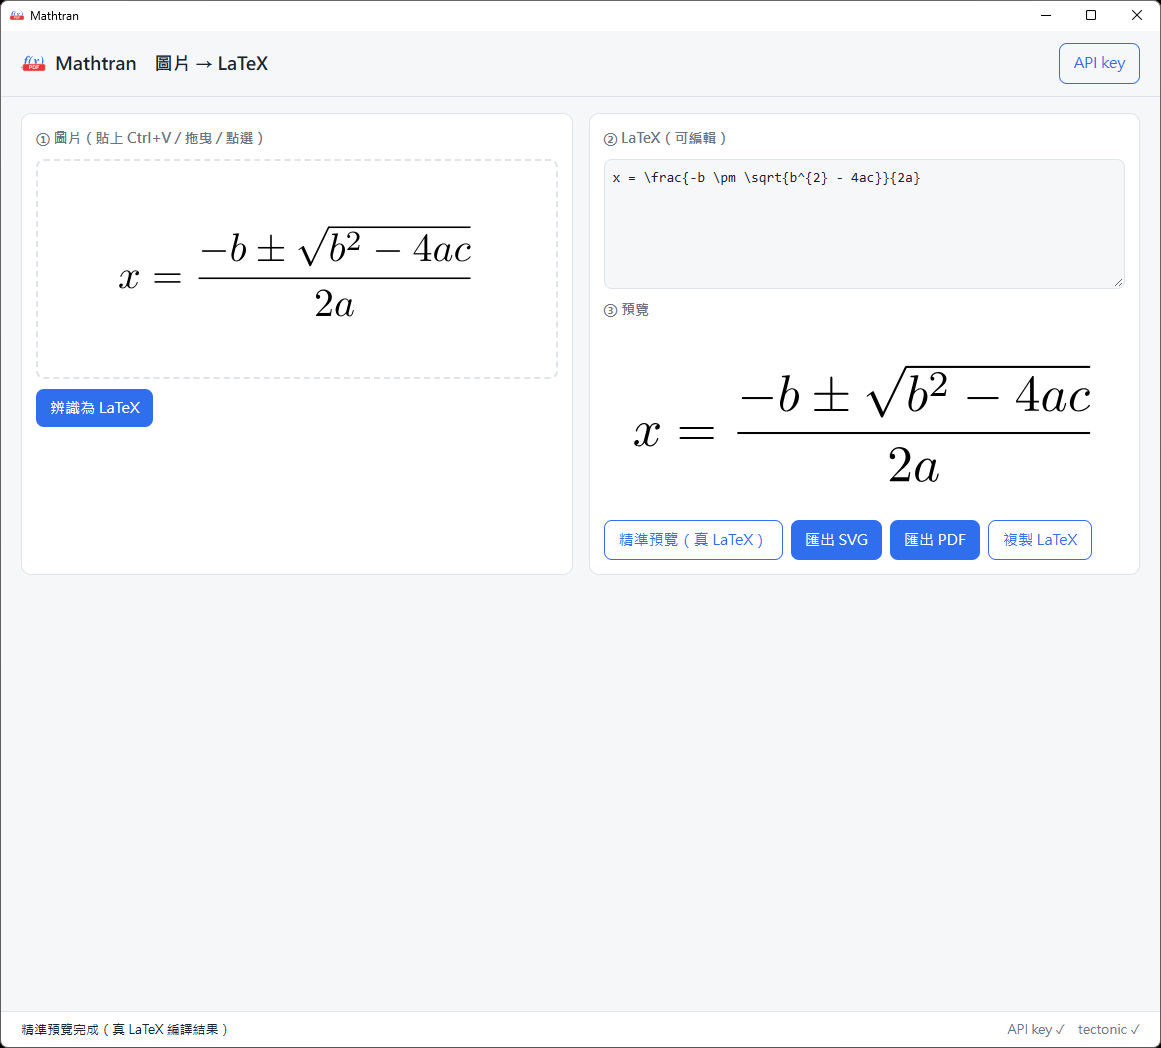 Mathtran
f(x) PDF Mathtran 圖片 → LaTeX
API key
① 圖片（貼上 Ctrl+V / 拖曳 / 點選）
x = \frac{-b \pm \sqrt{b^2 - 4ac}}{2a}
辨識為 LaTeX
② LaTeX（可編輯）
x = \frac{-b \pm \sqrt{b^{2} - 4ac}}{2a}
③ 預覽
x = \frac{-b \pm \sqrt{b^2 - 4ac}}{2a}
精準預覽（真 LaTeX） 匯出 SVG 匯出 PDF 複製 LaTeX
精準預覽完成（真 LaTeX 編譯結果） API key ✓ tectonic ✓